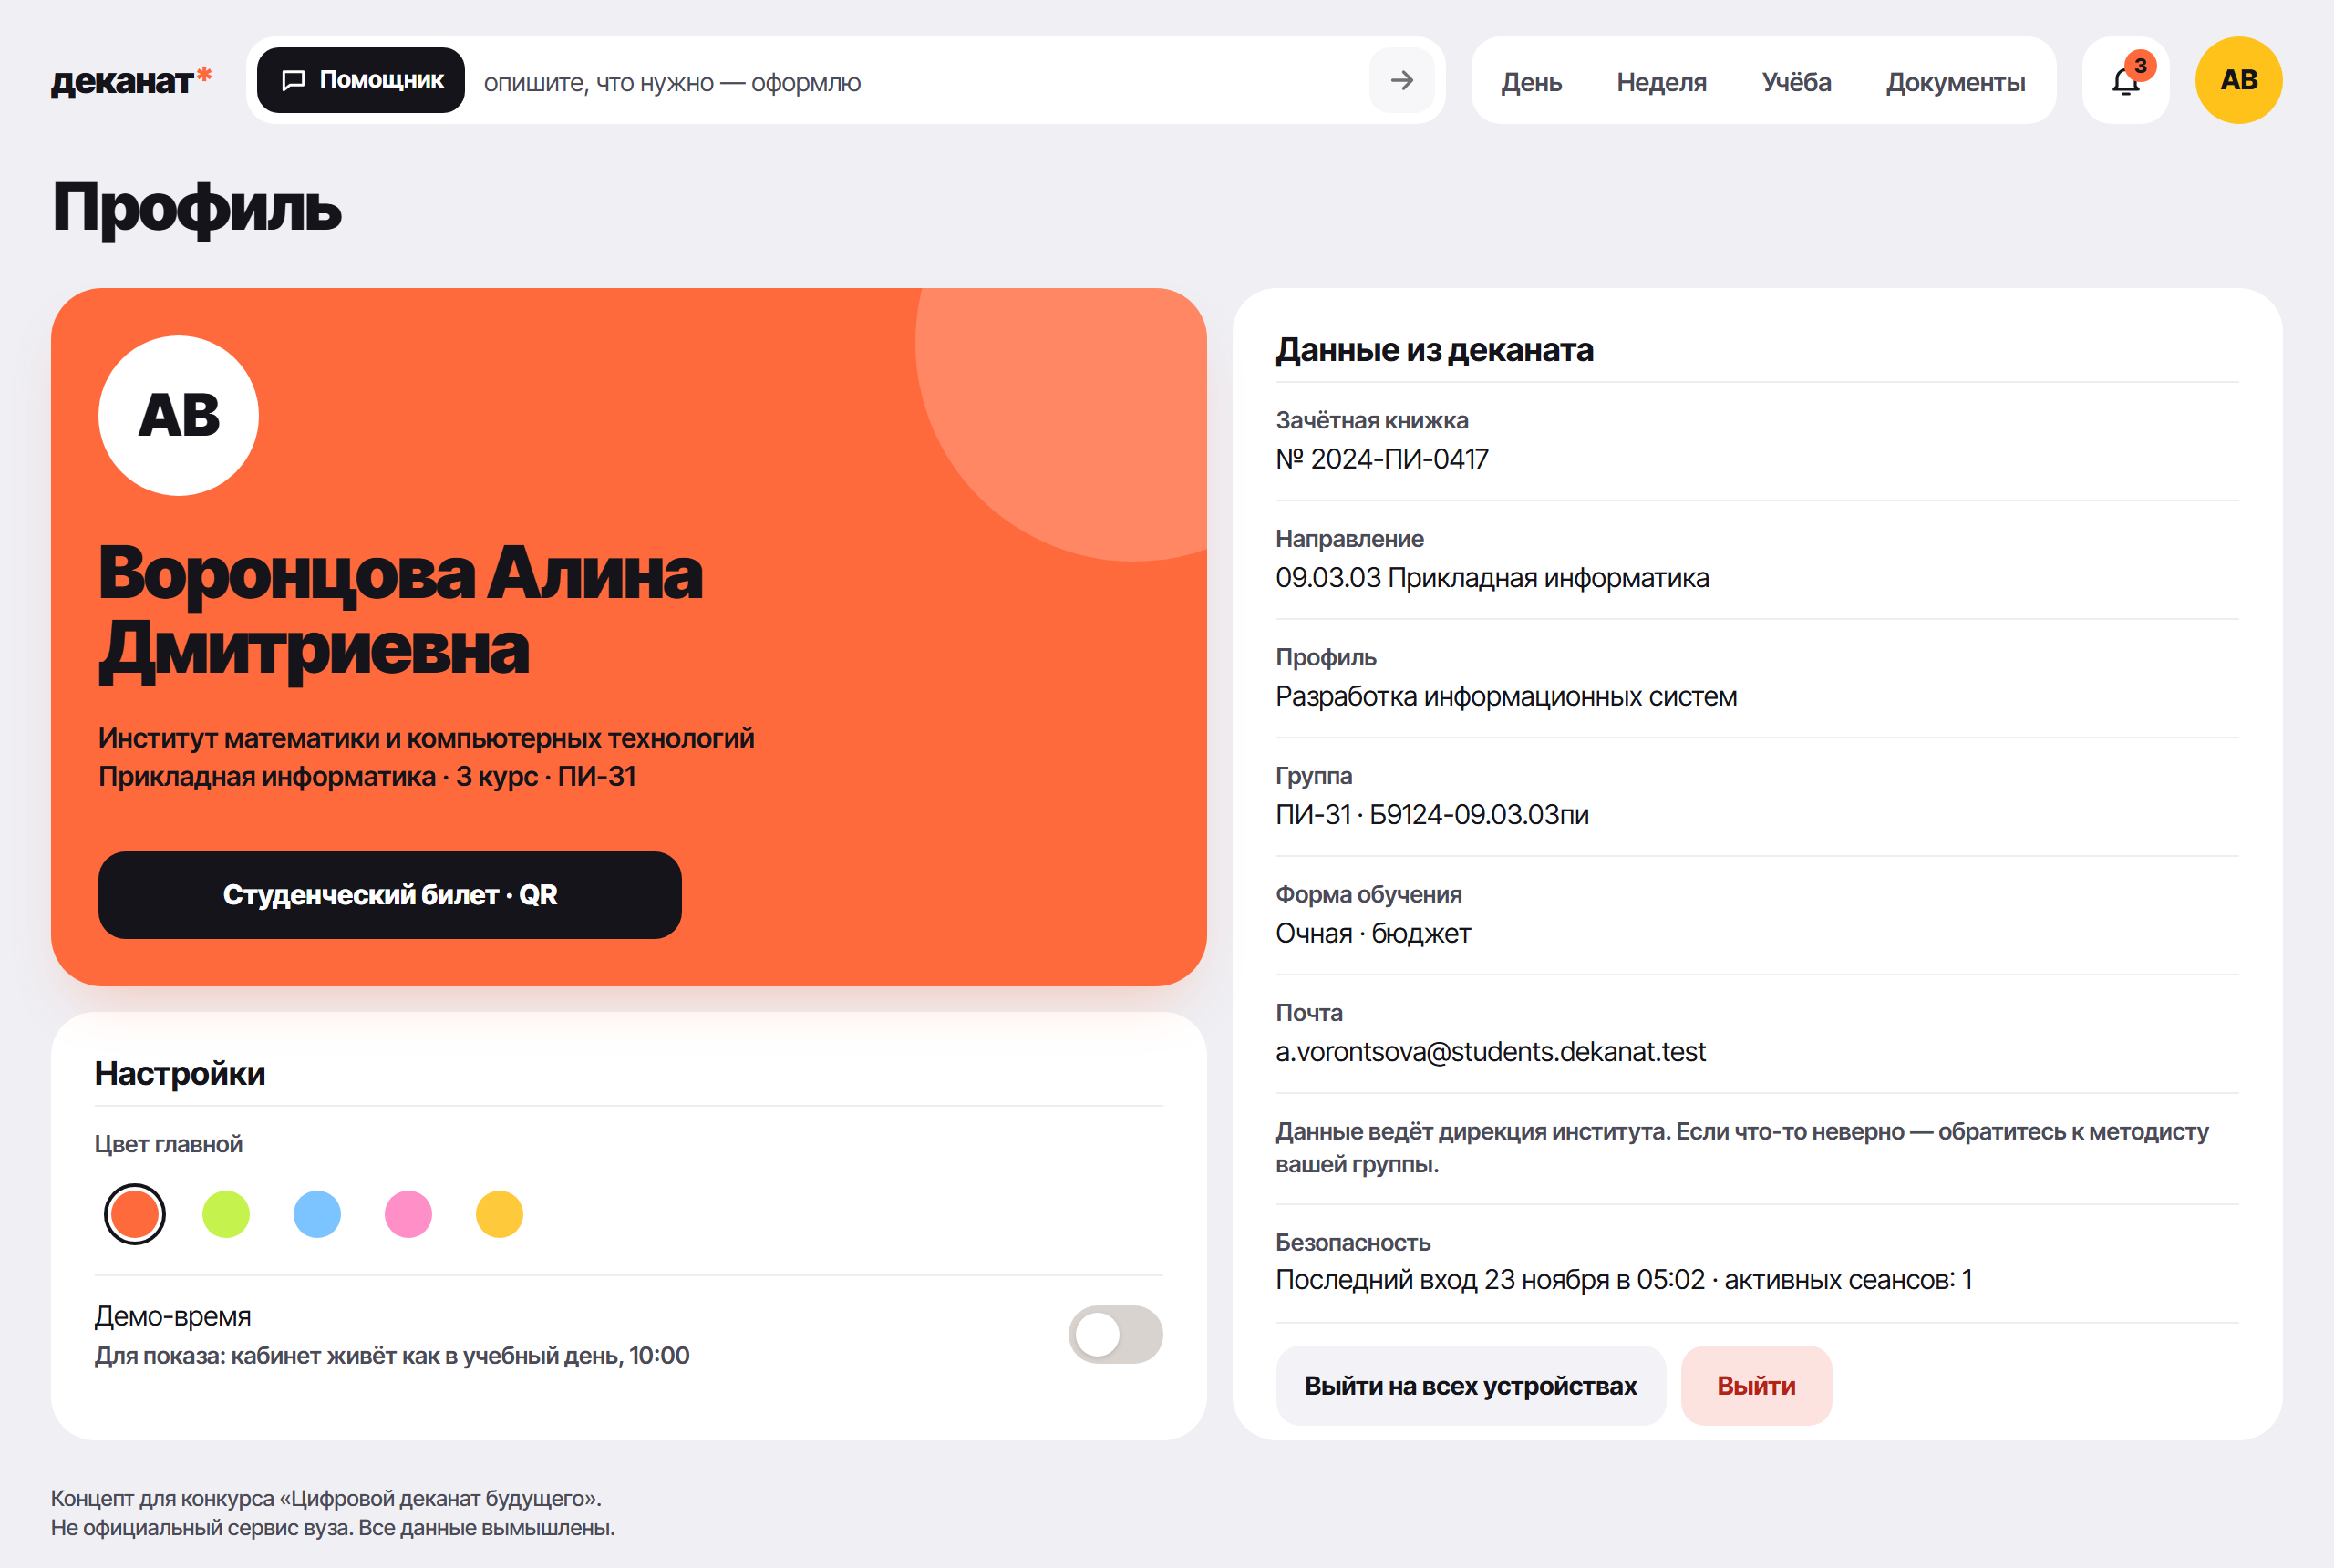 деканат*
Помощник
опишите, что нужно — оформлю
День
Неделя
Учёба
Документы
3
АВ
Профиль
АВ
Воронцова Алина
Дмитриевна
Институт математики и компьютерных технологий
Прикладная информатика · 3 курс · ПИ-31
Студенческий билет · QR
Настройки
Цвет главной
Демо-время
Для показа: кабинет живёт как в учебный день, 10:00
Данные из деканата
Зачётная книжка
№ 2024-ПИ-0417
Направление
09.03.03 Прикладная информатика
Профиль
Разработка информационных систем
Группа
ПИ-31 · Б9124-09.03.03пи
Форма обучения
Очная · бюджет
Почта
a.vorontsova@students.dekanat.test
Данные ведёт дирекция института. Если что-то неверно — обратитесь к методисту
вашей группы.
Безопасность
Последний вход 23 ноября в 05:02 · активных сеансов: 1
Выйти на всех устройствах
Выйти
Концепт для конкурса «Цифровой деканат будущего».
Не официальный сервис вуза. Все данные вымышлены.